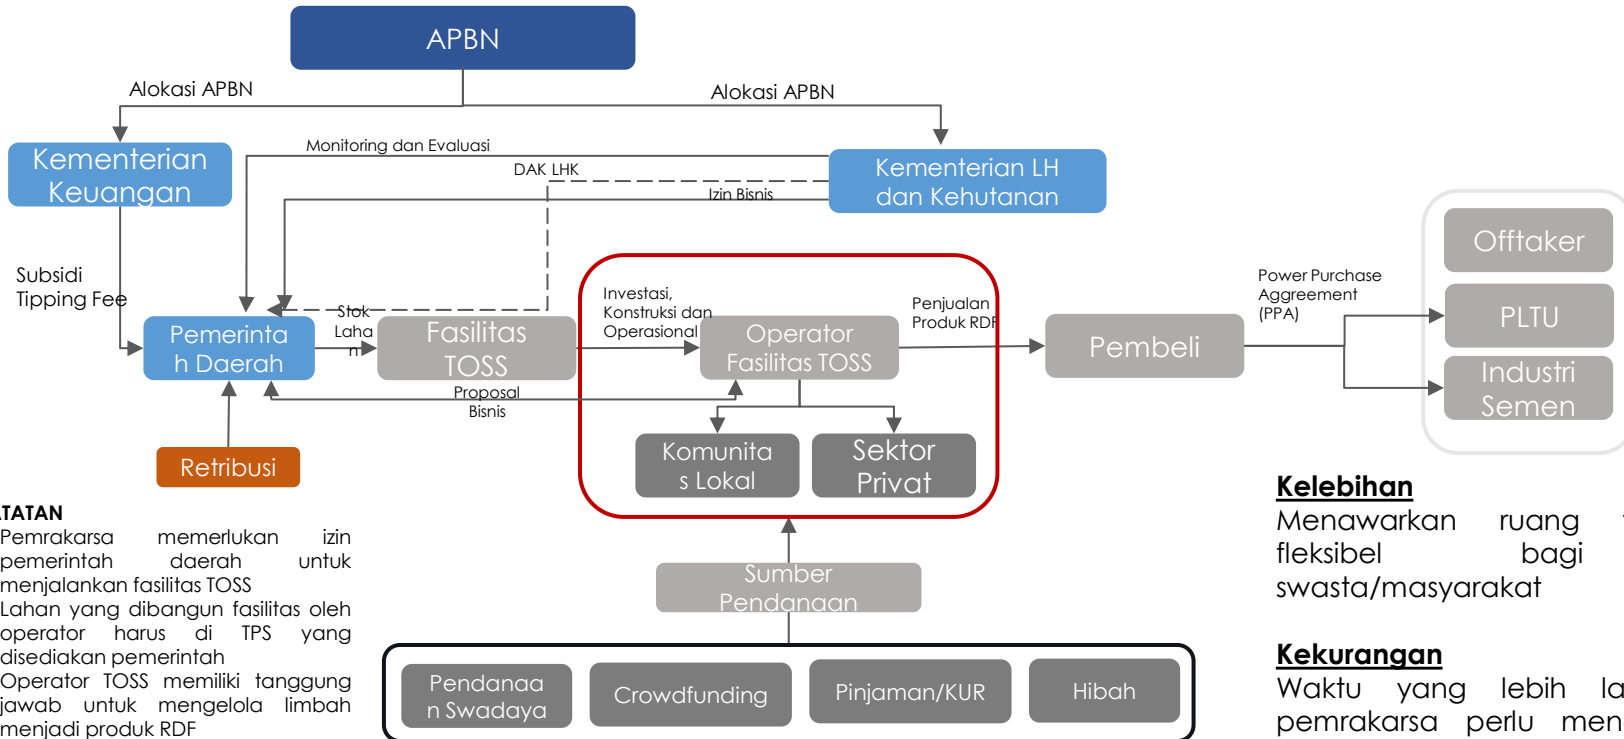 APBN
Alokasi APBN
Alokasi APBN
Kementerian
Keuangan
Monitoring dan Evaluasi
DAK LHK
Izin Bisnis
Kementerian LH
dan Kehutanan
Subsidi
Tipping Fee
Pemerinta
h Daerah
Stok
Laha
n
Fasilitas
TOSS
Investasi,
Konstruksi dan
Operasional
Operator
Fasilitas TOSS
Penjualan
Produk RDF
Pembeli
Power Purchase
Aggreement
(PPA)
Offtaker
PLTU
Industri
Semen
Proposal
Bisnis
Retribusi
Komunita
s Lokal
Sektor
Privat
Sumber
Pendanaan
Pendanaa
n Swadaya
Crowdfunding
Pinjaman/KUR
Hibah
TATAN
Pemrakarsa memerlukan izin
pemerintah daerah untuk
menjalankan fasilitas TOSS
Lahan yang dibangun fasilitas oleh
operator harus di TPS yang
disediakan pemerintah
Operator TOSS memiliki tanggung
jawab untuk mengelola limbah
menjadi produk RDF
Kelebihan
Menawarkan ruang
fleksibel bagi
swasta/masyarakat
Kekurangan
Waktu yang lebih la
pemrakarsa perlu men